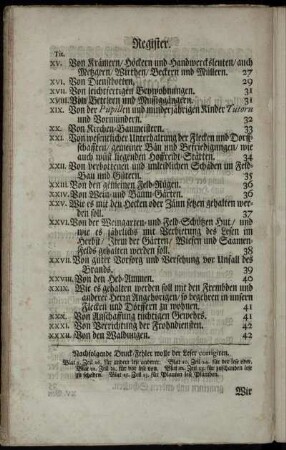 Register.
Tit.
XV. Von Krämern/ Höckern und Handwercksleuten/ auch
Metzgern/ Wirthen/ Beckern und Müllern. 27
XVI. Von Dienstbotten. 29
XVII. Von leichtfertigen Beywohnungen. 31
XVIII. Von Bettlern und Müssiggängern. 31
XIX. Von der Pupillen und minderjährigen Kinder Tutorn
und Vormündern. 32
XX. Von Kirchen-Baumeistern. 33
XXI. Von wesentlicher Unterhaltung der Flecken und Dorff-
schafften/ gemeiner Bäu und Befriedigungen/ wie
auch wüst liegenden Hoffreidt-Stätten. 34
XXII. Von verbottenen und unleidlichen Schäden im Feld-
Bau und Gütern. 35
XXIII. Von den gemeinen Feld-Rügen. 36
XXIV. Von Wein- und Baum-Gärten. 36
XXV. Wie es mit den Hecken oder Zäun setzen gehalten wer-
den soll. 37
XXVI. Von der Weingarten- und Feld-Schützen Hut/ und
wie es jährlichs mit Verbietung des Lesen im
Herbst/ Item der Gärten/ Wiesen und Saamen-
Felds gehalten werden soll. 38
XXVII. Von guter Vorsorg und Versehung vor Unfall des
Brands. 39
XXVIII. Von den Heb-Ammen. 40
XXIX. Wie es gehalten werden soll mit den Frembden und
anderer Herrn Angehörigen/ so begehren in unsern
Flecken und Dörffern zu wohnen. 41
XXX. Von Anschaffung tüchtigen Gewehrs. 41
XXXI. Von Verrichtung der Frohndiensten. 42
XXXII. Von den Waldungen. 42
Nachfolgende Druck-Fehler wolle der Leser corrigiren.
Wir